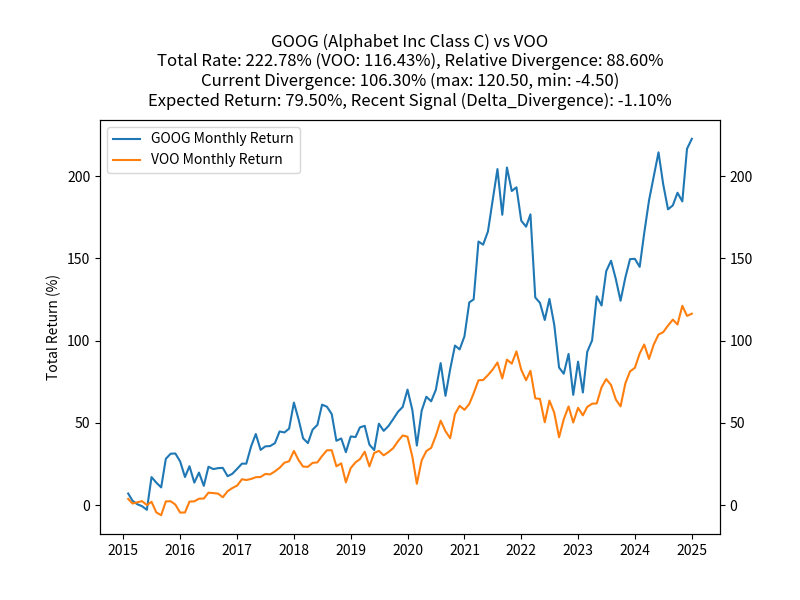 GOOG (Alphabet Inc Class C) vs VOO
Total Rate: 222.78% (VOO: 116.43%), Relative Divergence: 88.60%
Current Divergence: 106.30% (max: 120.50, min: -4.50)
Expected Return: 79.50%, Recent Signal (Delta_Divergence): -1.10%
GOOG Monthly Return
VOO Monthly Return
Total Return (%)
200
150
100
50
0
200
150
100
50
0
2015 2016 2017 2018 2019 2020 2021 2022 2023 2024 2025